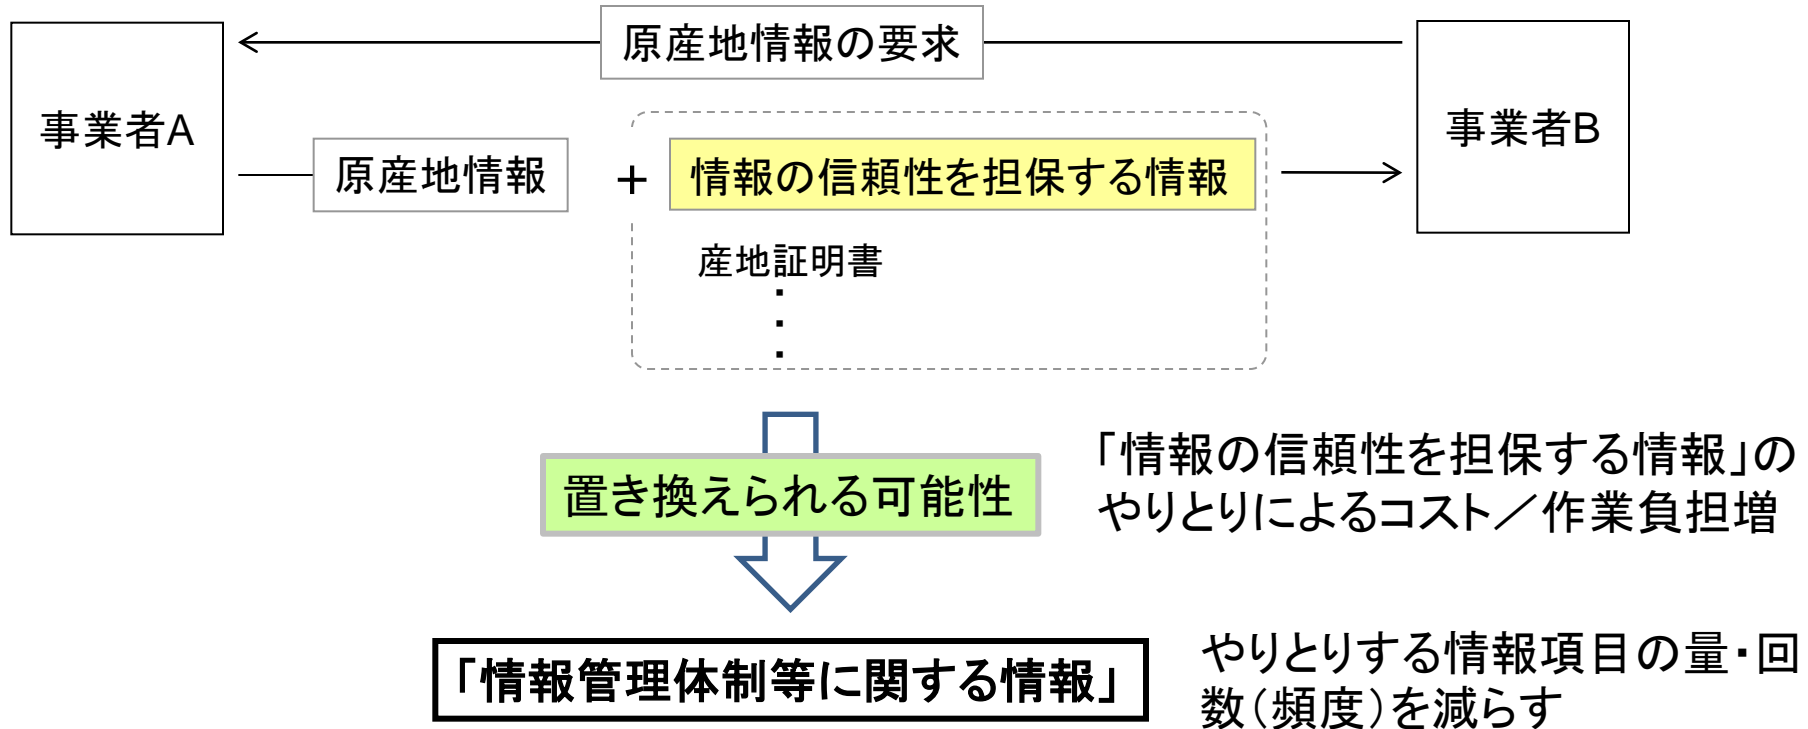 原産地情報の要求
事業者A
事業者B
原産地情報
+
情報の信頼性を担保する情報
産地証明書
・
・
・
置き換えられる可能性
「情報の信頼性を担保する情報」の
やりとりによるコスト／作業負担増
「情報管理体制等に関する情報」
やりとりする情報項目の量・回
数（頻度）を減らす